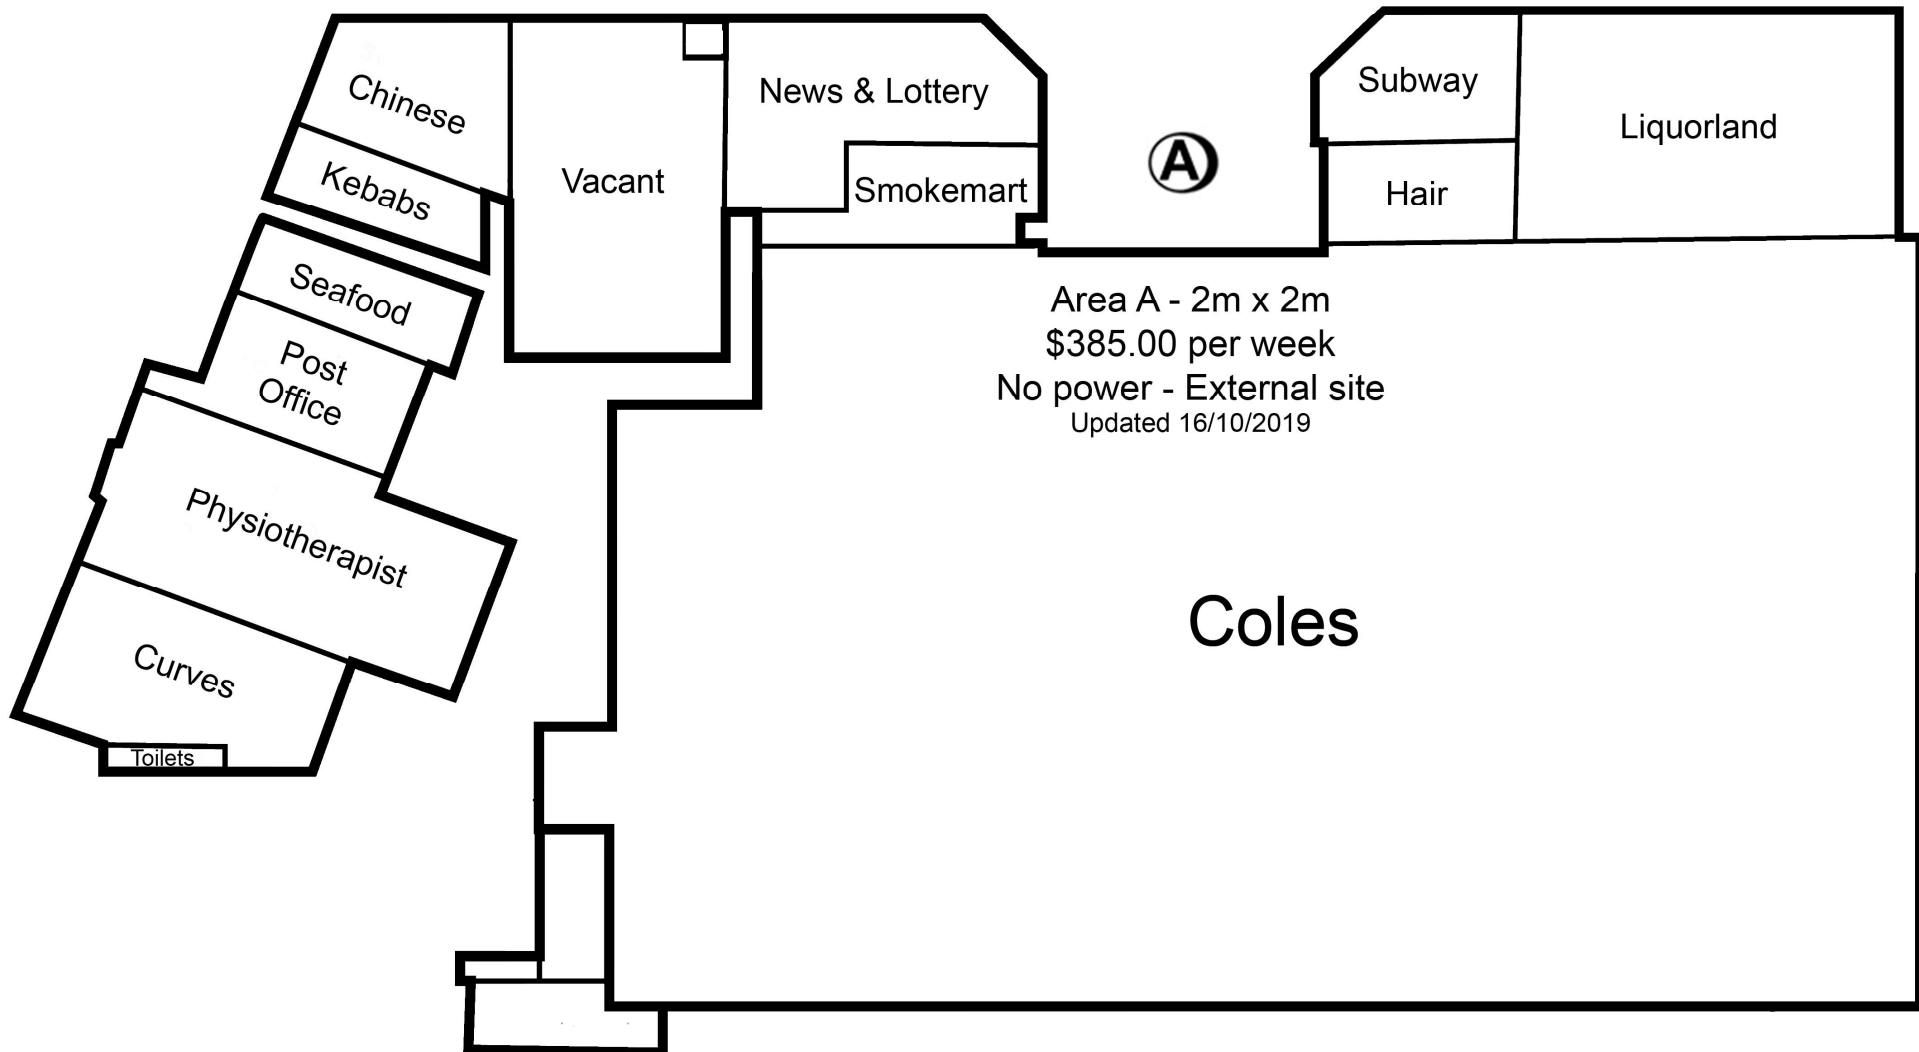 Chinese
Kebabs
Vacant
News & Lottery
Smokemart
A
Subway
Hair
Liquorland
Seafood
Post
Office
Physiotherapist
Curves
Toilets
Area A - 2m x 2m
$385.00 per week
No power - External site
Updated 16/10/2019
Coles